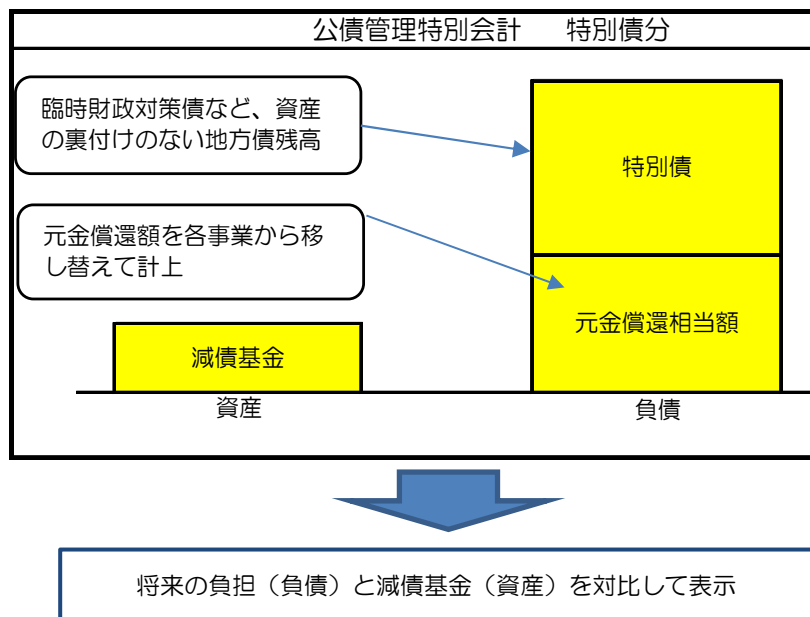 公債管理特別会計　特別債分
臨時財政対策債など、資産
の裏付けのない地方債残高
特別債
元金償還額を各事業から移
し替えて計上
元金償還相当額
減債基金
資産
負債
将来の負担（負債）と減債基金（資産）を対比して表示